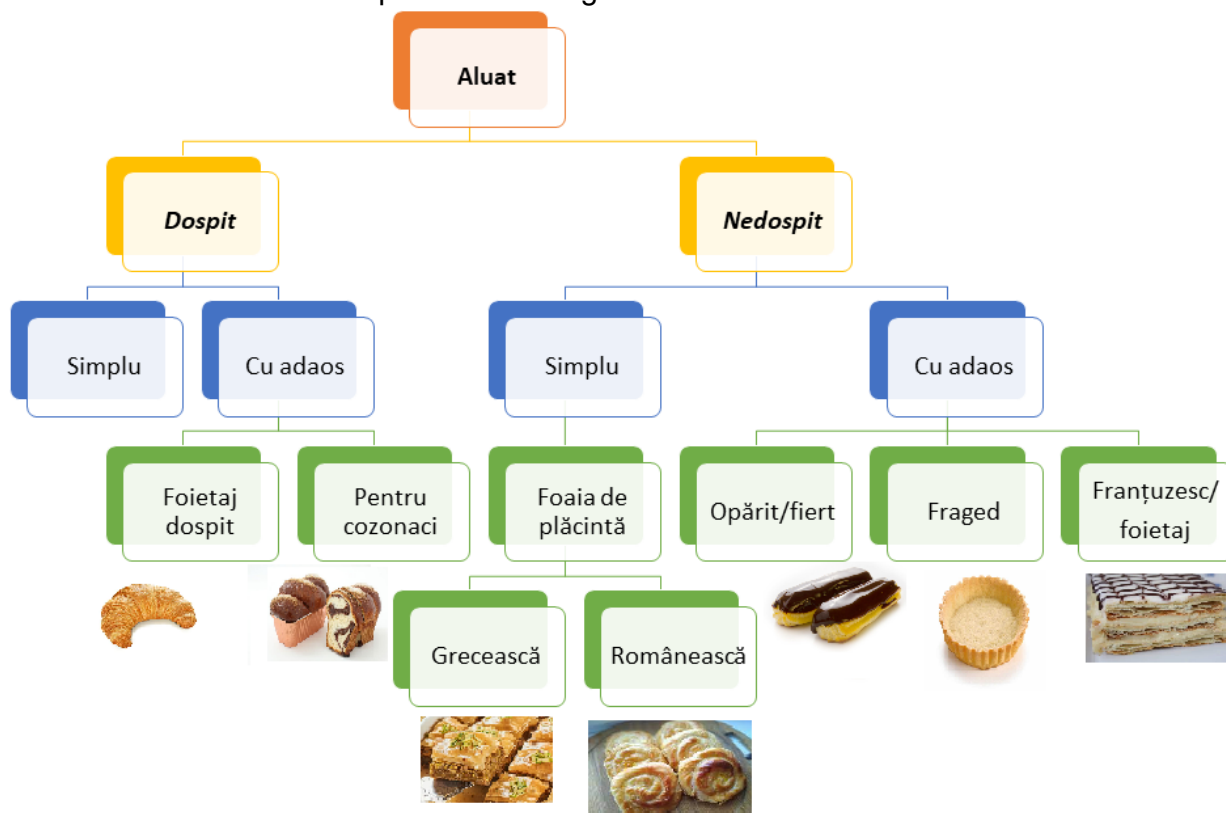 Aluat
Dospit
Nedospit
Simplu
Cu adaos
Simplu
Cu adaos
Foietaj
dospit
Pentru
cozonaci
Foaia de
plăcintă
Opărit/fiert
Fraged
Franțuzesc/
foietaj
Grecească
Românească